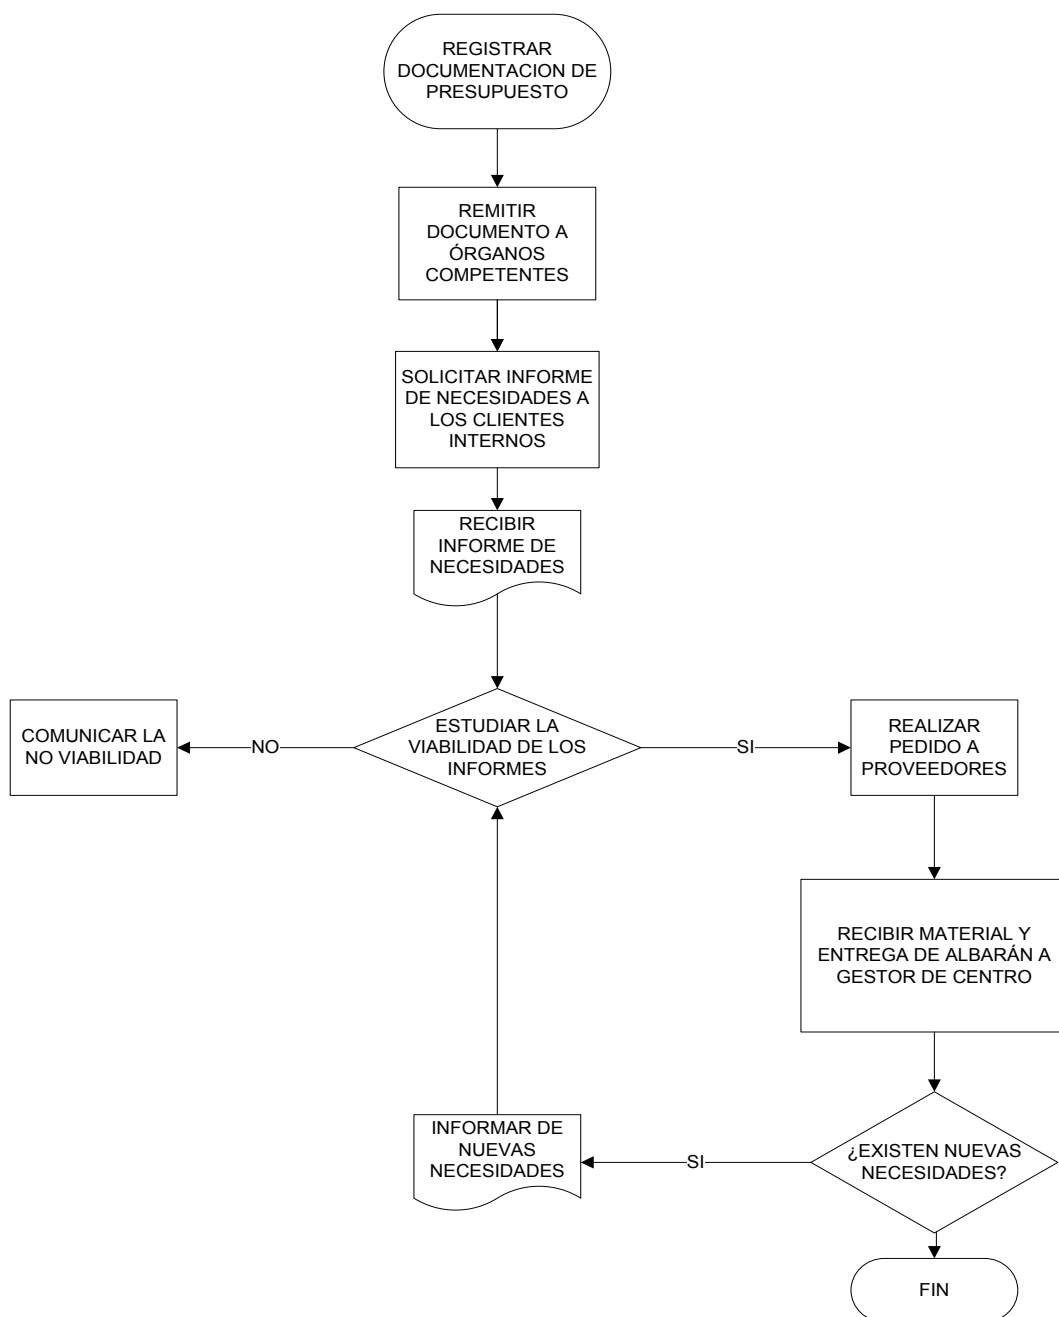 REGISTRAR
DOCUMENTACION DE
PRESUPUESTO
REMITIR
DOCUMENTO A
ÓRGANOS
COMPETENTES
SOLICITAR INFORME
DE NECESIDADES A
LOS CLIENTES
INTERNOS
RECIBIR
INFORME DE
NECESIDADES
COMUNICAR LA
NO VIABILIDAD
NO
ESTUDIAR LA
VIABILIDAD DE LOS
INFORMES
SI
REALIZAR
PEDIDO A
PROVEEDORES
RECIBIR MATERIAL Y
ENTREGA DE ALBARÁN A
GESTOR DE CENTRO
INFORMAR DE
NUEVAS
NECESIDADES
SI
¿EXISTEN NUEVAS
NECESIDADES?
FIN